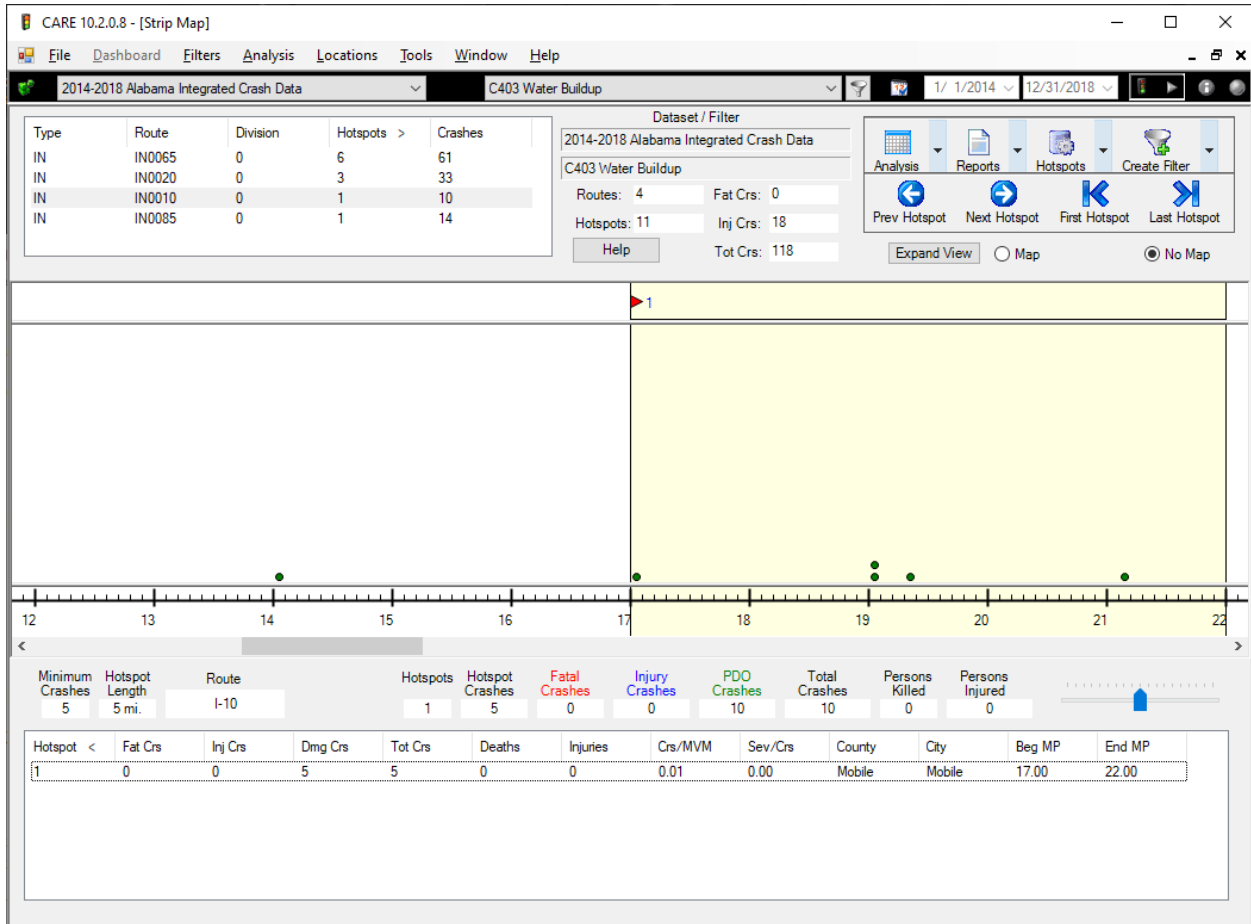 CARE 10.2.0.8 - [Strip Map]
File Dashboard Filters Analysis Locations Tools Window Help
2014-2018 Alabama Integrated Crash Data C403 Water Buildup 1/ 1/2014 12/31/2018
Type Route Division Hotspots > Crashes
IN IN0065 0 6 61
IN IN0020 0 3 33
IN IN0010 0 1 10
IN IN0085 0 1 14
Dataset / Filter
2014-2018 Alabama Integrated Crash Data
C403 Water Buildup
Routes: 4 Fat Crs: 0
Hotspots: 11 Inj Crs: 18
Help Tot Crs: 118
Analysis Reports Hotspots Create Filter
Prev Hotspot Next Hotspot First Hotspot Last Hotspot
Expand View Map No Map
1
12 13 14 15 16 17 18 19 20 21 22
Minimum Crashes Hotspot Length Route Hotspots Hotspot Crashes Fatal Crashes Injury Crashes PDO Crashes Total Crashes Persons Killed Persons Injured
5 5 mi. I-10 1 5 0 0 10 10 0 0
Hotspot < Fat Crs Inj Crs Dmg Crs Tot Crs Deaths Injuries Crs/MVM Sev/Crs County City Beg MP End MP
1 0 0 5 5 0 0 0.01 0.00 Mobile Mobile 17.00 22.00